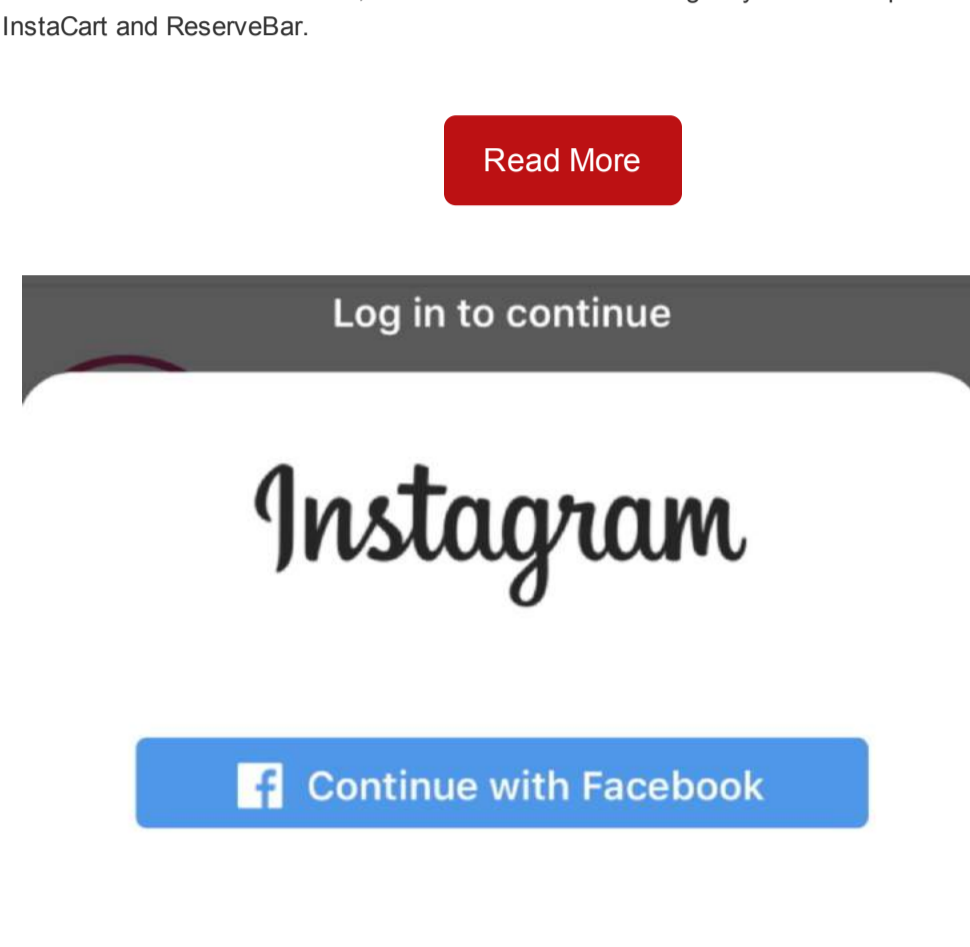 InstaCart and ReserveBar.
Read More
Log in to continue
Instagram
Continue with Facebook